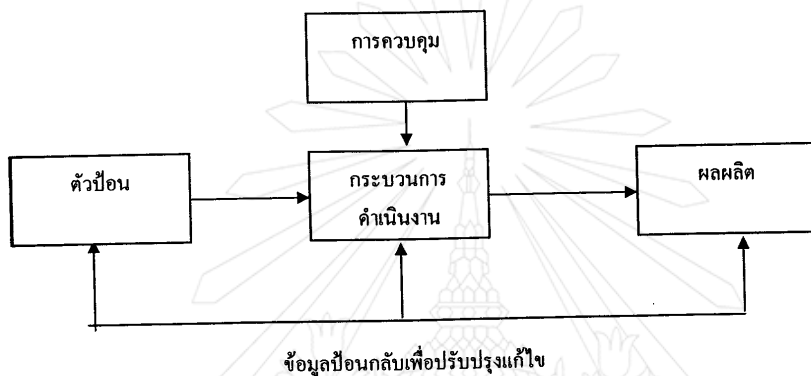 การควบคุม
ตัวป้อน
กระบวนการ
ดำเนินงาน
ผลผลิต
ข้อมูลป้อนกลับเพื่อปรับปรุงแก้ไข